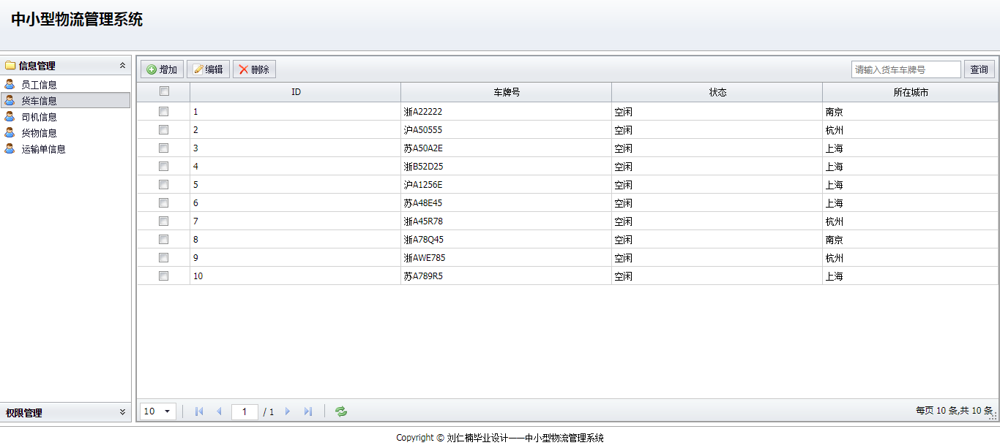 中小型物流管理系统
信息管理
员工信息
货车信息
司机信息
货物信息
运输单信息
权限管理
增加 编辑 删除 请输入货车车牌号 查询
ID 车牌号 状态 所在城市
1 浙A22222 空闲 南京
2 沪A50555 空闲 杭州
3 苏A50A2E 空闲 上海
4 浙B52D25 空闲 上海
5 沪A1256E 空闲 上海
6 苏A48E45 空闲 上海
7 浙A45R78 空闲 杭州
8 浙A78Q45 空闲 南京
9 浙AWE785 空闲 杭州
10 苏A789R5 空闲 上海
10 1 / 1 每页 10 条,共 10 条
Copyright © 刘仁楠毕业设计——中小型物流管理系统